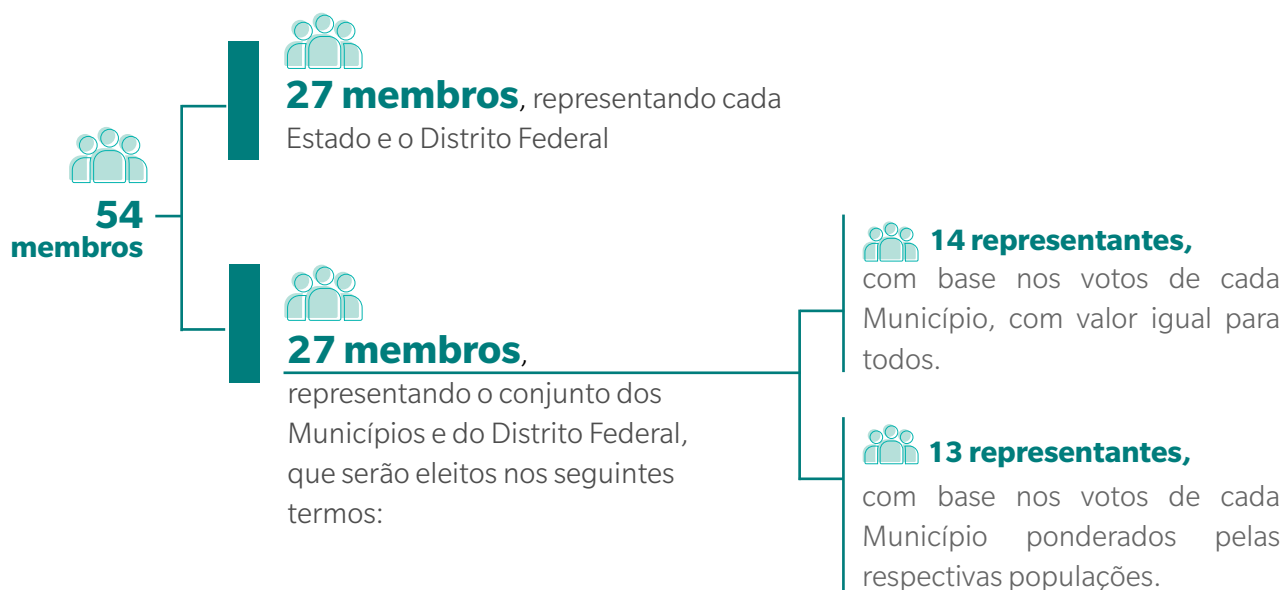 54
membros
27 membros, representando cada
Estado e o Distrito Federal
27 membros,
representando o conjunto dos
Municípios e do Distrito Federal,
que serão eleitos nos seguintes
termos:
14 representantes,
com base nos votos de cada
Município, com valor igual para
todos.
13 representantes,
com base nos votos de cada
Município ponderados pelas
respectivas populações.